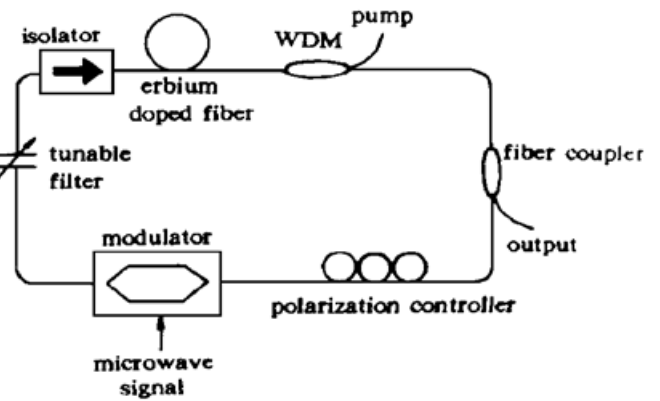 pump
isolator
WDM
erbium
doped fiber
tunable
filter
fiber coupler
modulator
output
polarization controller
microwave
signal